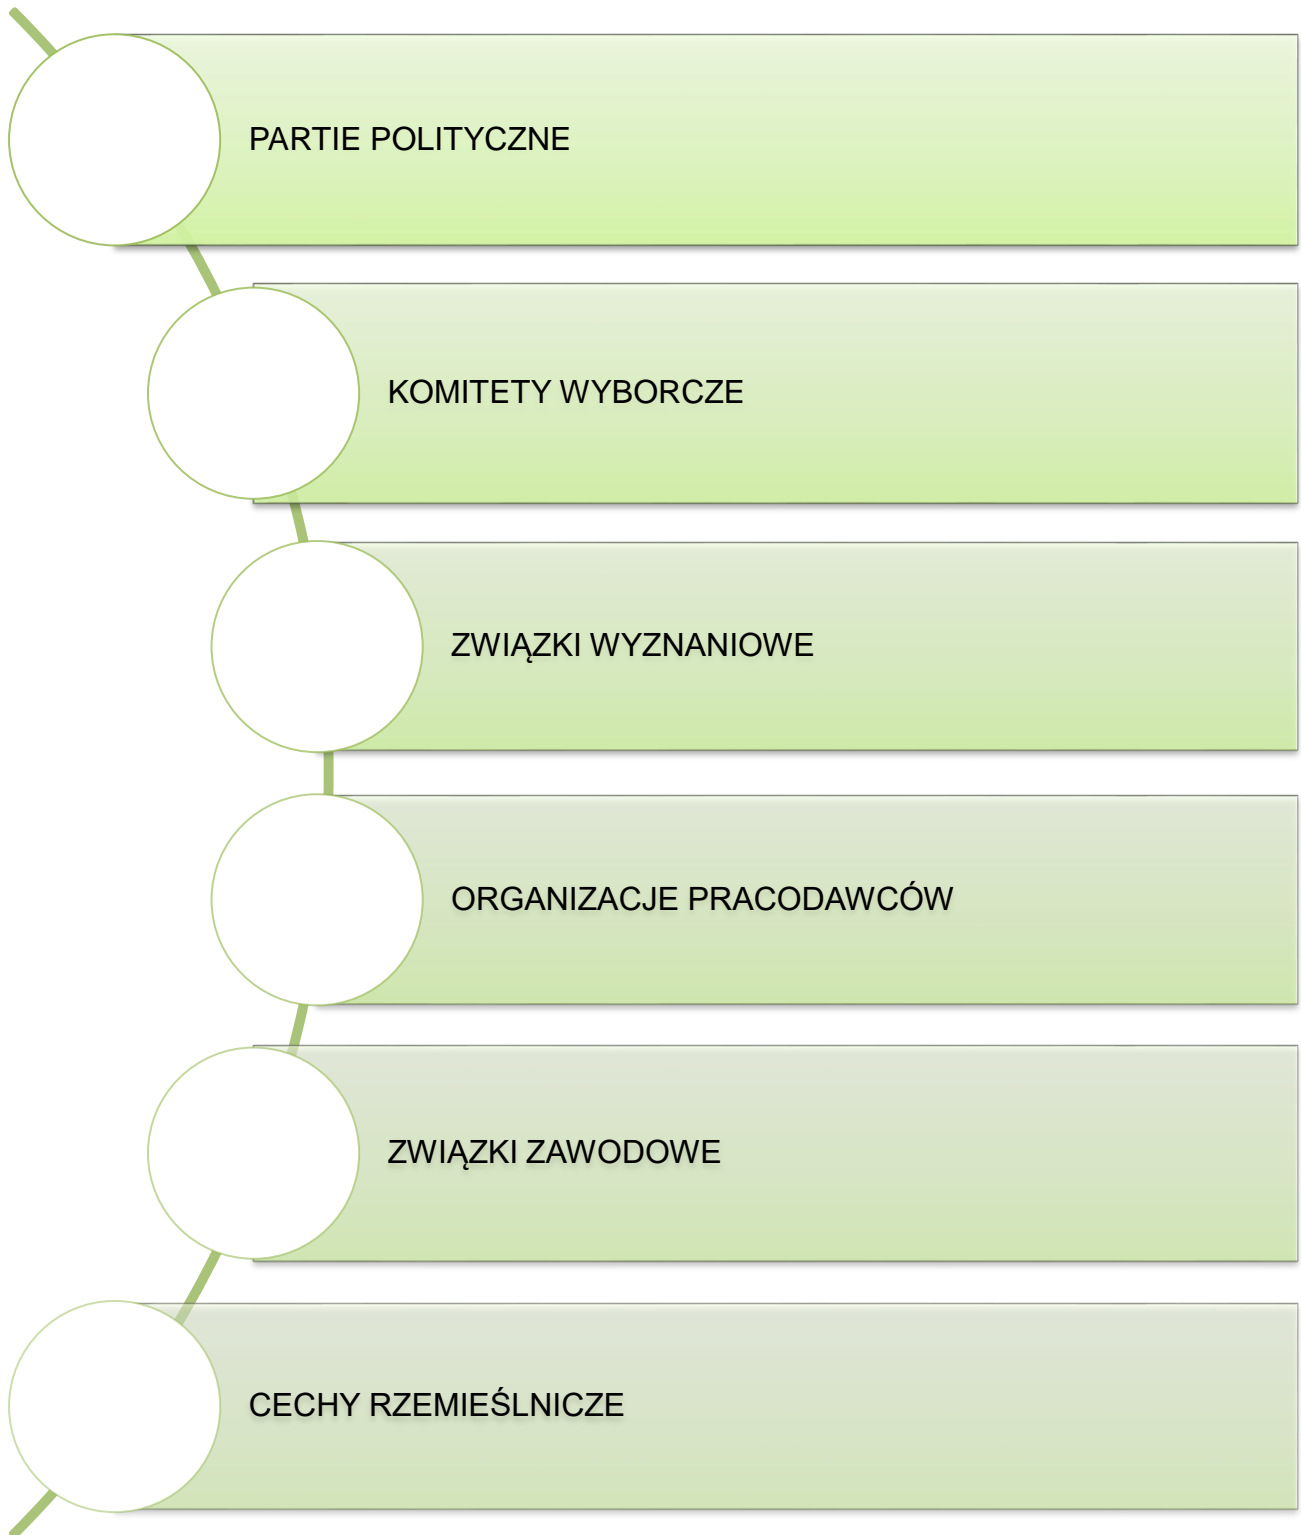 PARTIE POLITYCZNE
KOMITETY WYBORCZE
ZWIĄZKI WYZNANIOWE
ORGANIZACJE PRACODAWCÓW
ZWIĄZKI ZAWODOWE
CECHY RZEMIEŚLNICZE